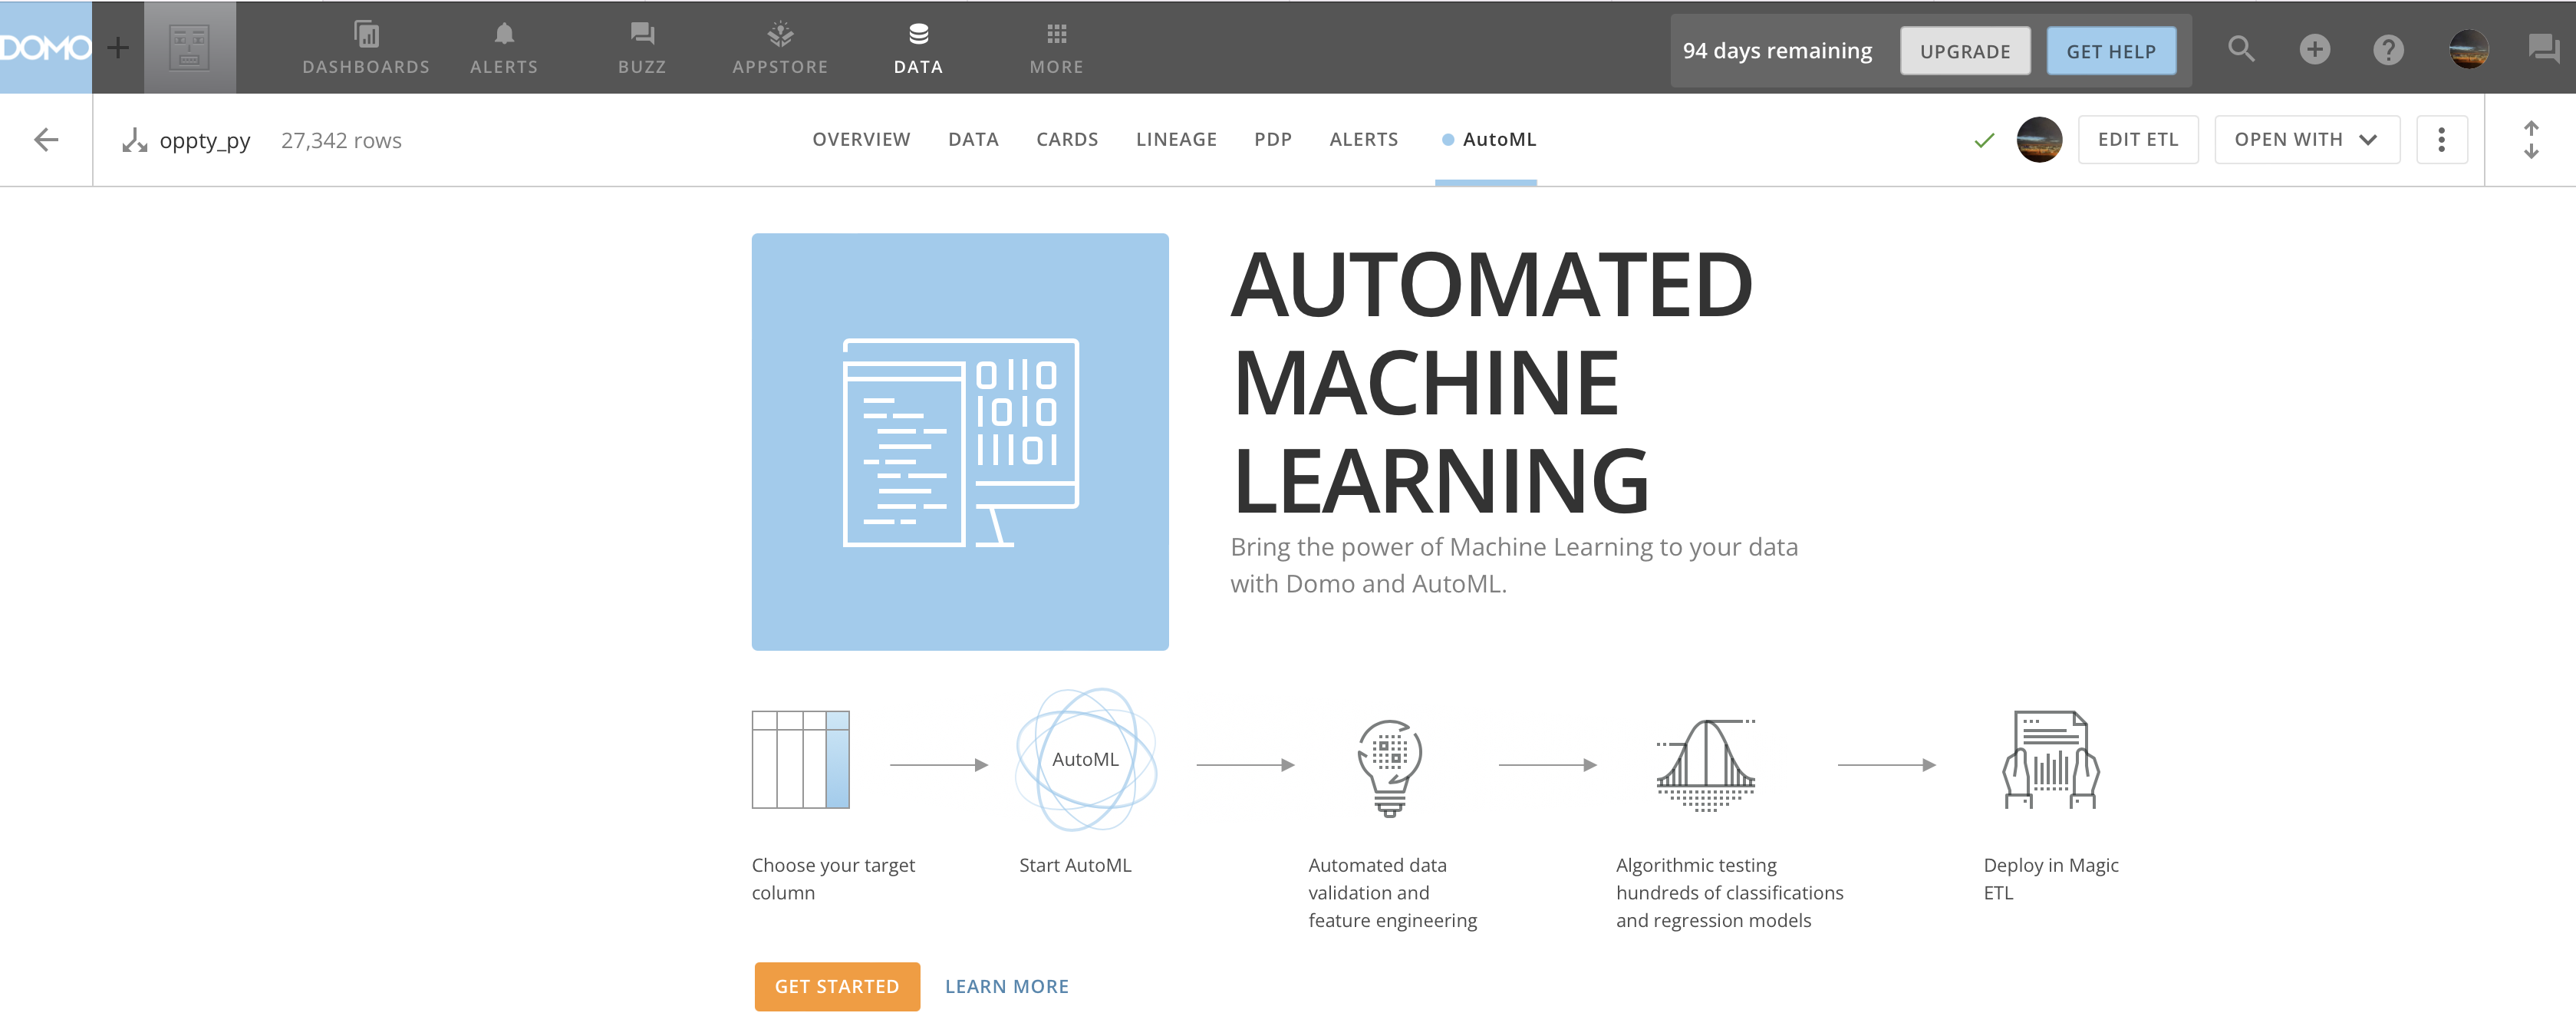 DOMO
DASHBOARDS ALERTS BUZZ APPSTORE DATA MORE
94 days remaining UPGRADE GET HELP
oppty_py 27,342 rows
OVERVIEW DATA CARDS LINEAGE PDP ALERTS AutoML
EDIT ETL OPEN WITH
AUTOMATED
MACHINE
LEARNING
0110
1010
111101
Bring the power of Machine Learning to your data
with Domo and AutoML.
AutoML
Choose your target
column
Start AutoML
Automated data
validation and
feature engineering
Algorithmic testing
hundreds of classifications
and regression models
Deploy in Magic
ETL
GET STARTED LEARN MORE